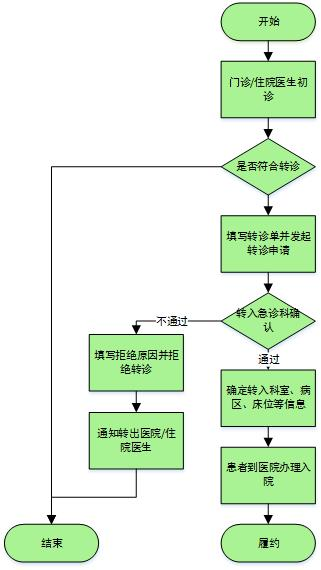 开始
门诊/住院医生初
诊
是否符合转诊
填写转诊单并发起
转诊申请
转入急诊科确
认
不通过
通过
填写拒绝原因并拒
绝转诊
确定转入科室、病
区、床位等信息
通知转出医院/住
院医生
患者到医院办理入
院
结束
履约